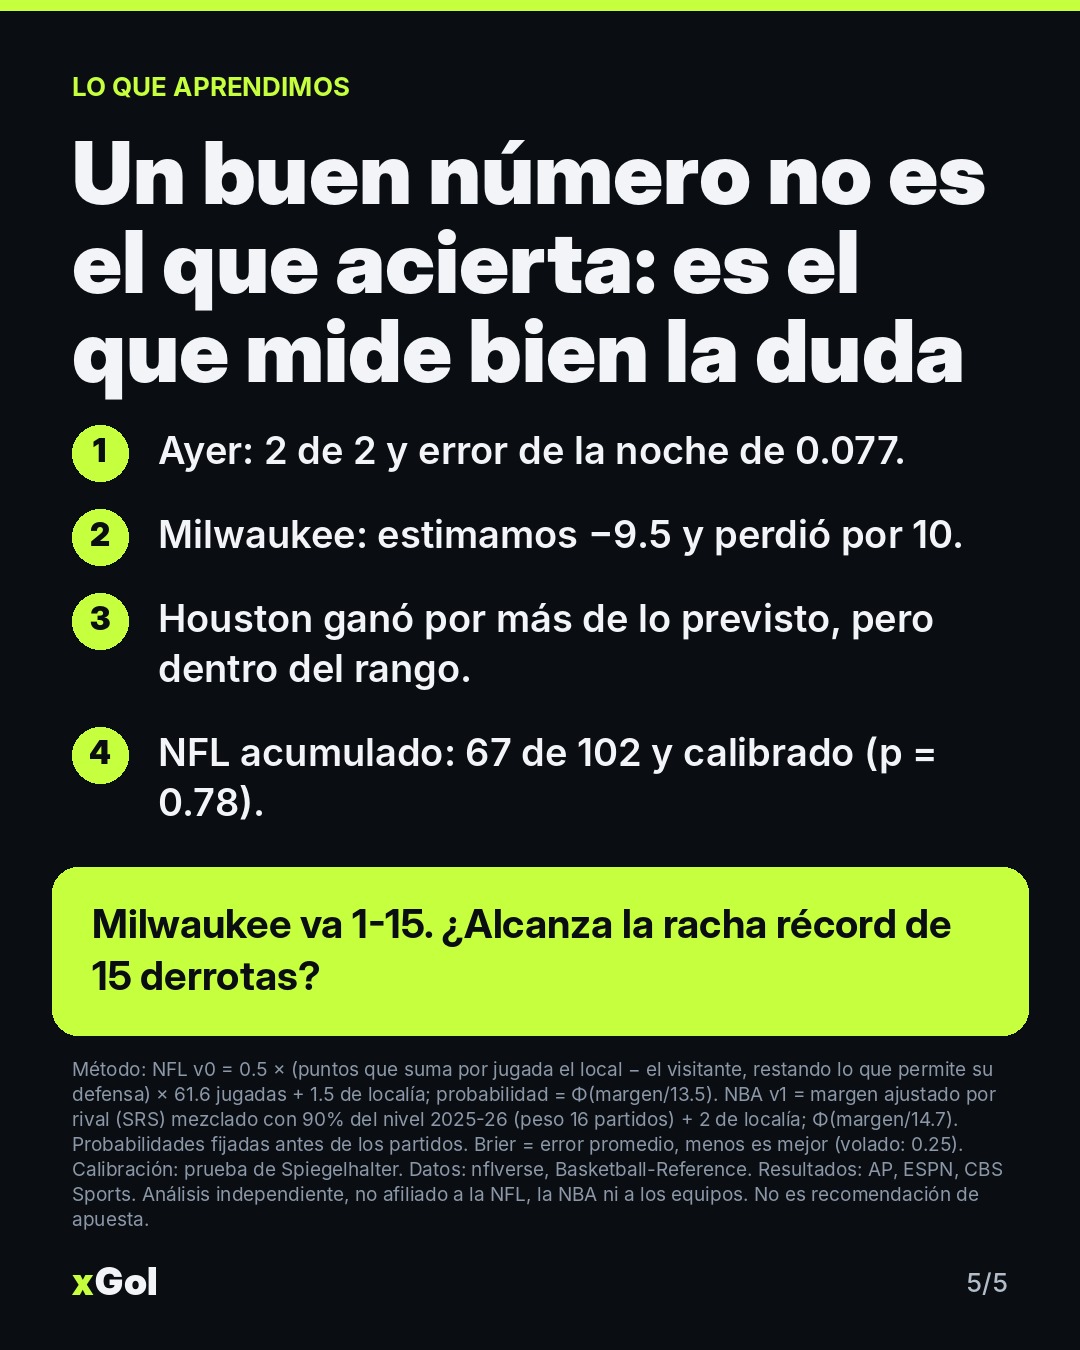 LO QUE APRENDIMOS
Un buen número no es
el que acierta: es el
que mide bien la duda
1 Ayer: 2 de 2 y error de la noche de 0.077.
2 Milwaukee: estimamos −9.5 y perdió por 10.
3 Houston ganó por más de lo previsto, pero
dentro del rango.
4 NFL acumulado: 67 de 102 y calibrado (p =
0.78).
Milwaukee va 1-15. ¿Alcanza la racha récord de
15 derrotas?
Método: NFL v0 = 0.5 × (puntos que suma por jugada el local − el visitante, restando lo que permite su
defensa) × 61.6 jugadas + 1.5 de localía; probabilidad = Φ(margen/13.5). NBA v1 = margen ajustado por
rival (SRS) mezclado con 90% del nivel 2025-26 (peso 16 partidos) + 2 de localía; Φ(margen/14.7).
Probabilidades fijadas antes de los partidos. Brier = error promedio, menos es mejor (volado: 0.25).
Calibración: prueba de Spiegelhalter. Datos: nflverse, Basketball-Reference. Resultados: AP, ESPN, CBS
Sports. Análisis independiente, no afiliado a la NFL, la NBA ni a los equipos. No es recomendación de
apuesta.
xGol
5/5